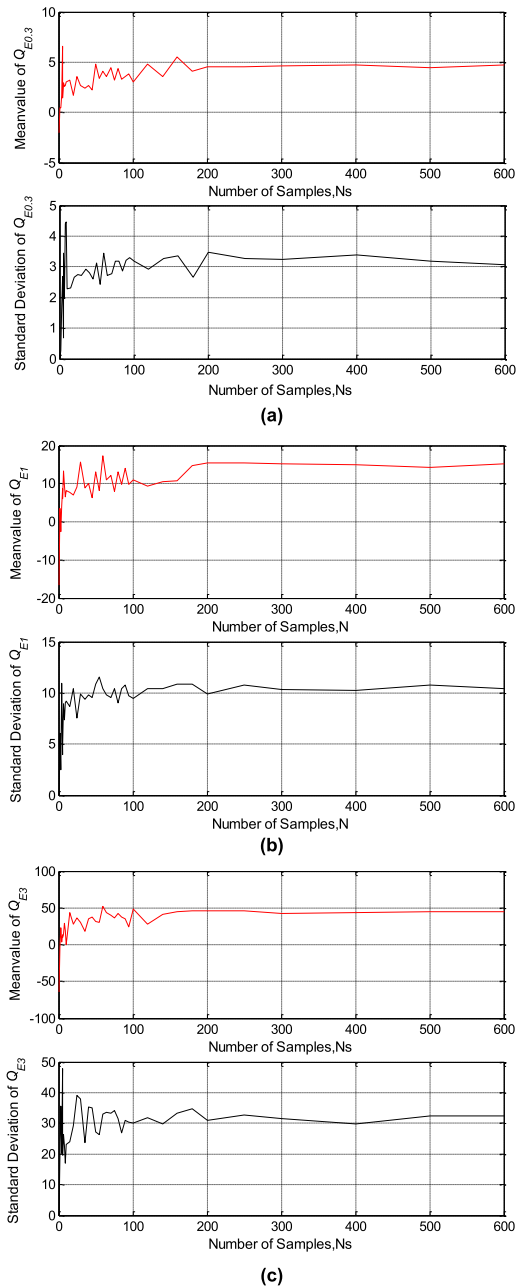 10
5
0
-5
Meanvalue of Q_E0.3
0 100 200 300 400 500 600
Number of Samples,Ns
5
4
3
2
1
0
Standard Deviation of Q_E0.3
0 100 200 300 400 500 600
Number of Samples,Ns
(a)
20
10
0
-10
-20
Meanvalue of Q_E1
0 100 200 300 400 500 600
Number of Samples,N
15
10
5
0
Standard Deviation of Q_E1
0 100 200 300 400 500 600
Number of Samples,N
(b)
100
50
0
-50
-100
Meanvalue of Q_E3
0 100 200 300 400 500 600
Number of Samples,Ns
50
40
30
20
10
0
Standard Deviation of Q_E3
0 100 200 300 400 500 600
Number of Samples,Ns
(c)